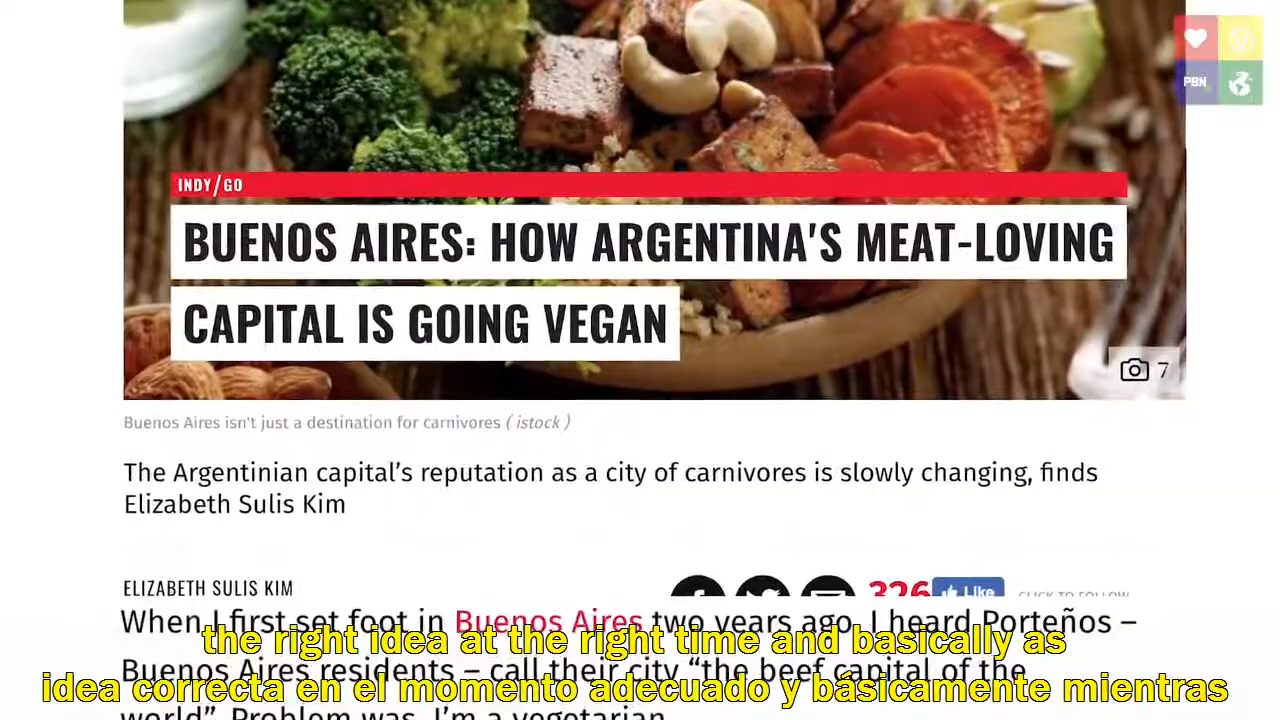 PBN
INDY/GO
BUENOS AIRES: HOW ARGENTINA'S MEAT-LOVING
CAPITAL IS GOING VEGAN
7
Buenos Aires isn't just a destination for carnivores ( istock )
The Argentinian capital's reputation as a city of carnivores is slowly changing, finds
Elizabeth Sulis Kim
ELIZABETH SULIS KIM
326
Like
CLICK TO FOLLOW
When I first set foot in Buenos Aires two years ago, I heard Porteños –
the right idea at the right time and basically as
Buenos Aires residents – call their city “the beef capital of the
idea correcta en el momento adecuado y básicamente mientras
world”. Problem was, I'm a vegetarian.